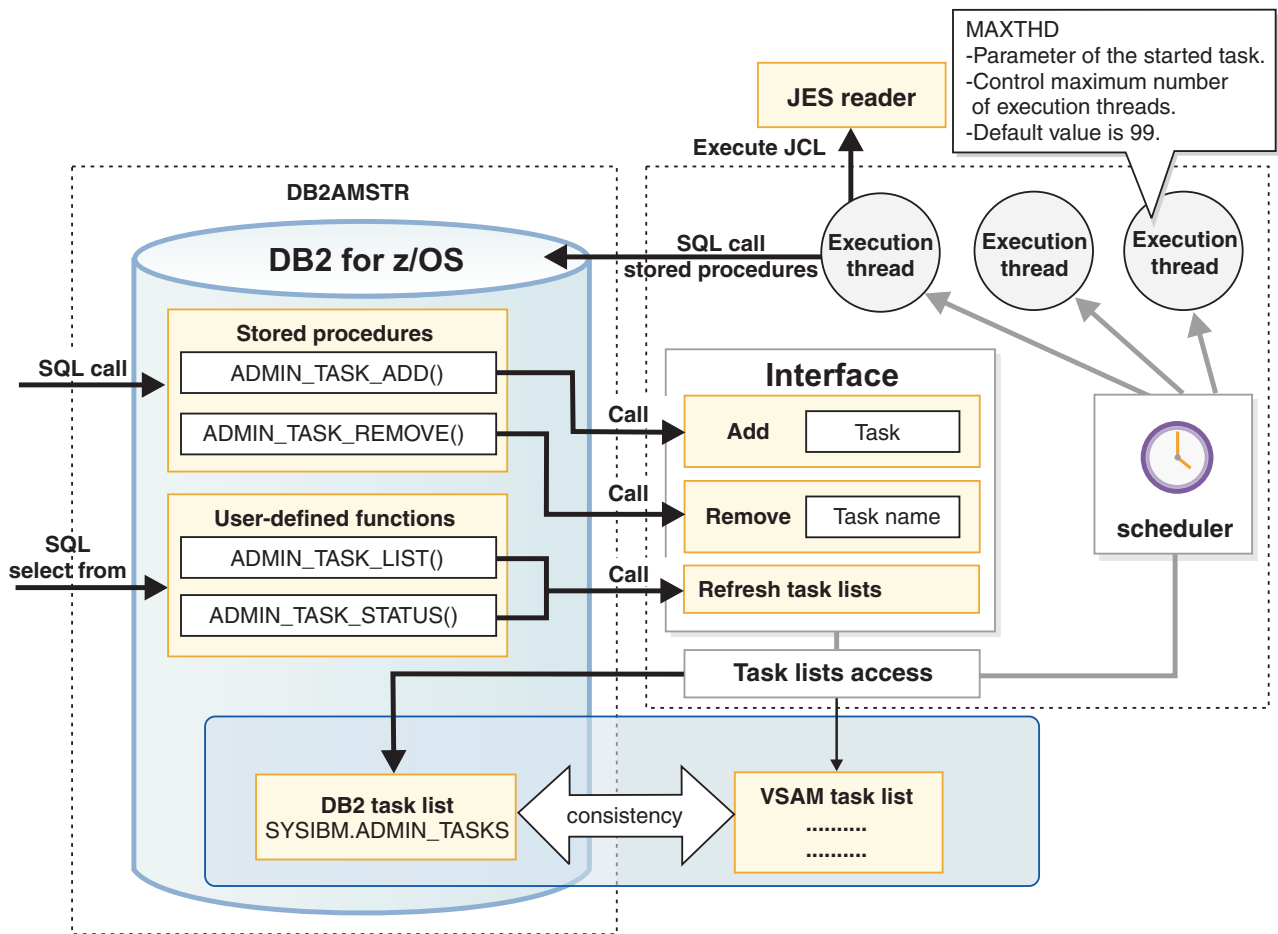 MAXTHD
-Parameter of the started task.
-Control maximum number
of execution threads.
-Default value is 99.
JES reader
Execute JCL
DB2AMSTR
DB2 for z/OS
SQL call
stored procedures
Execution
thread
Execution
thread
Execution
thread
Stored procedures
SQL call
ADMIN_TASK_ADD()
ADMIN_TASK_REMOVE()
Interface
Call
Add
Task
Call
Remove
Task name
scheduler
User-defined functions
SQL
select from
ADMIN_TASK_LIST()
ADMIN_TASK_STATUS()
Call
Refresh task lists
Task lists access
DB2 task list
SYSIBM.ADMIN_TASKS
consistency
VSAM task list
..........
..........